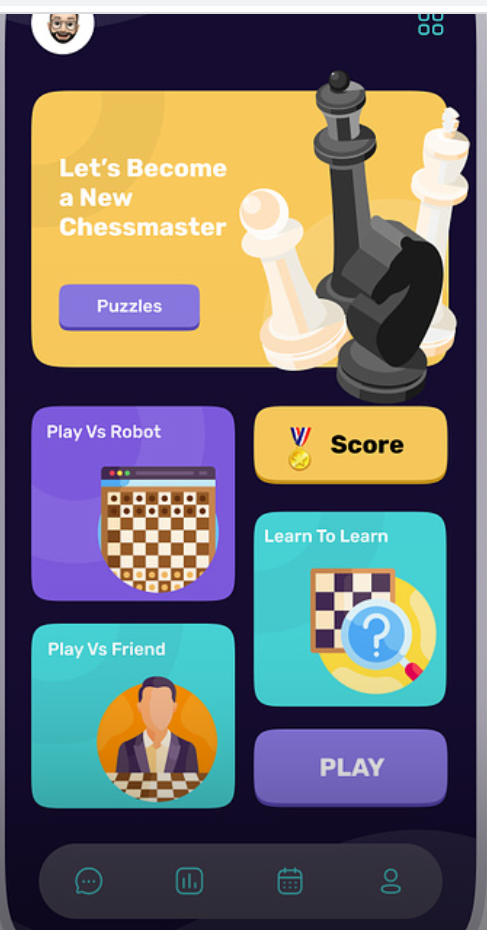 Let's Become
a New
Chessmaster
Puzzles
Play Vs Robot
Score
Learn To Learn
?
Play Vs Friend
PLAY